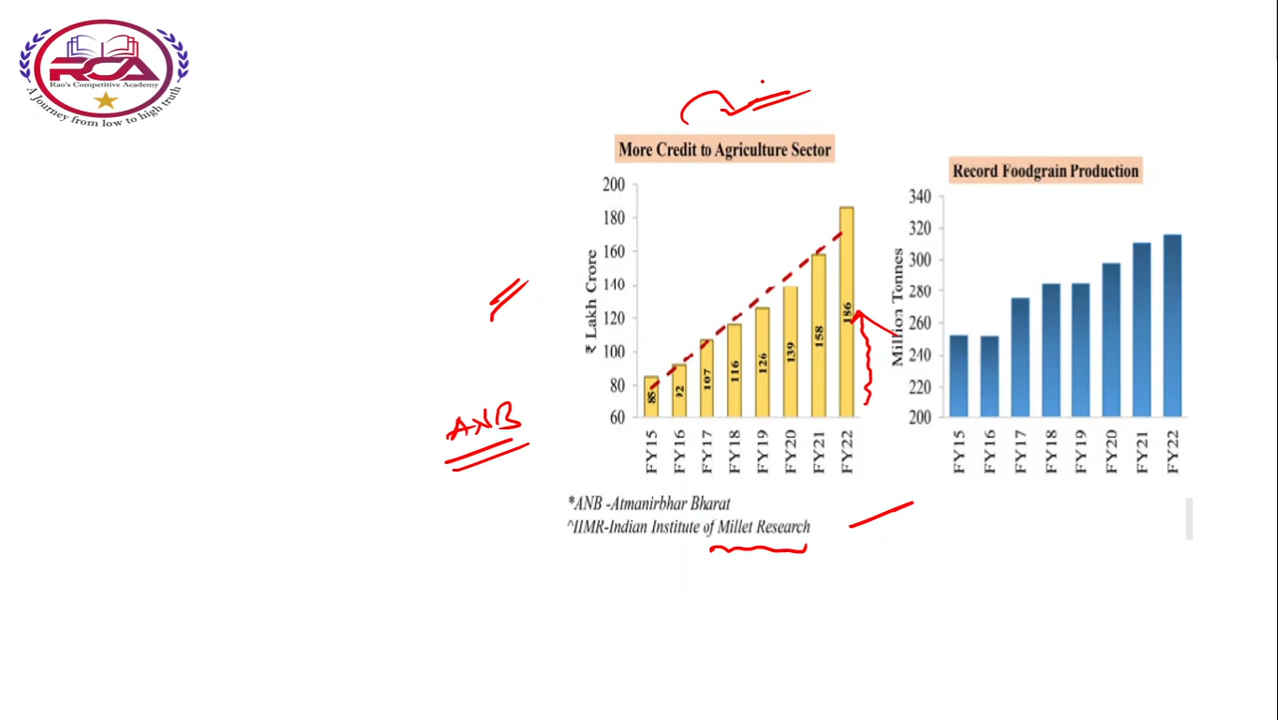 RCA
Rao's Competitive Academy
A Journey from low to high truth
More Credit to Agriculture Sector
₹ Lakh Crore
200
180
160
140
120
100
80
60
85
92
107
116
126
139
158
186
FY15
FY16
FY17
FY18
FY19
FY20
FY21
FY22
Record Foodgrain Production
Million Tonnes
340
320
300
280
260
240
220
200
FY15
FY16
FY17
FY18
FY19
FY20
FY21
FY22
ANB
*ANB -Atmanirbhar Bharat
^IIMR-Indian Institute of Millet Research